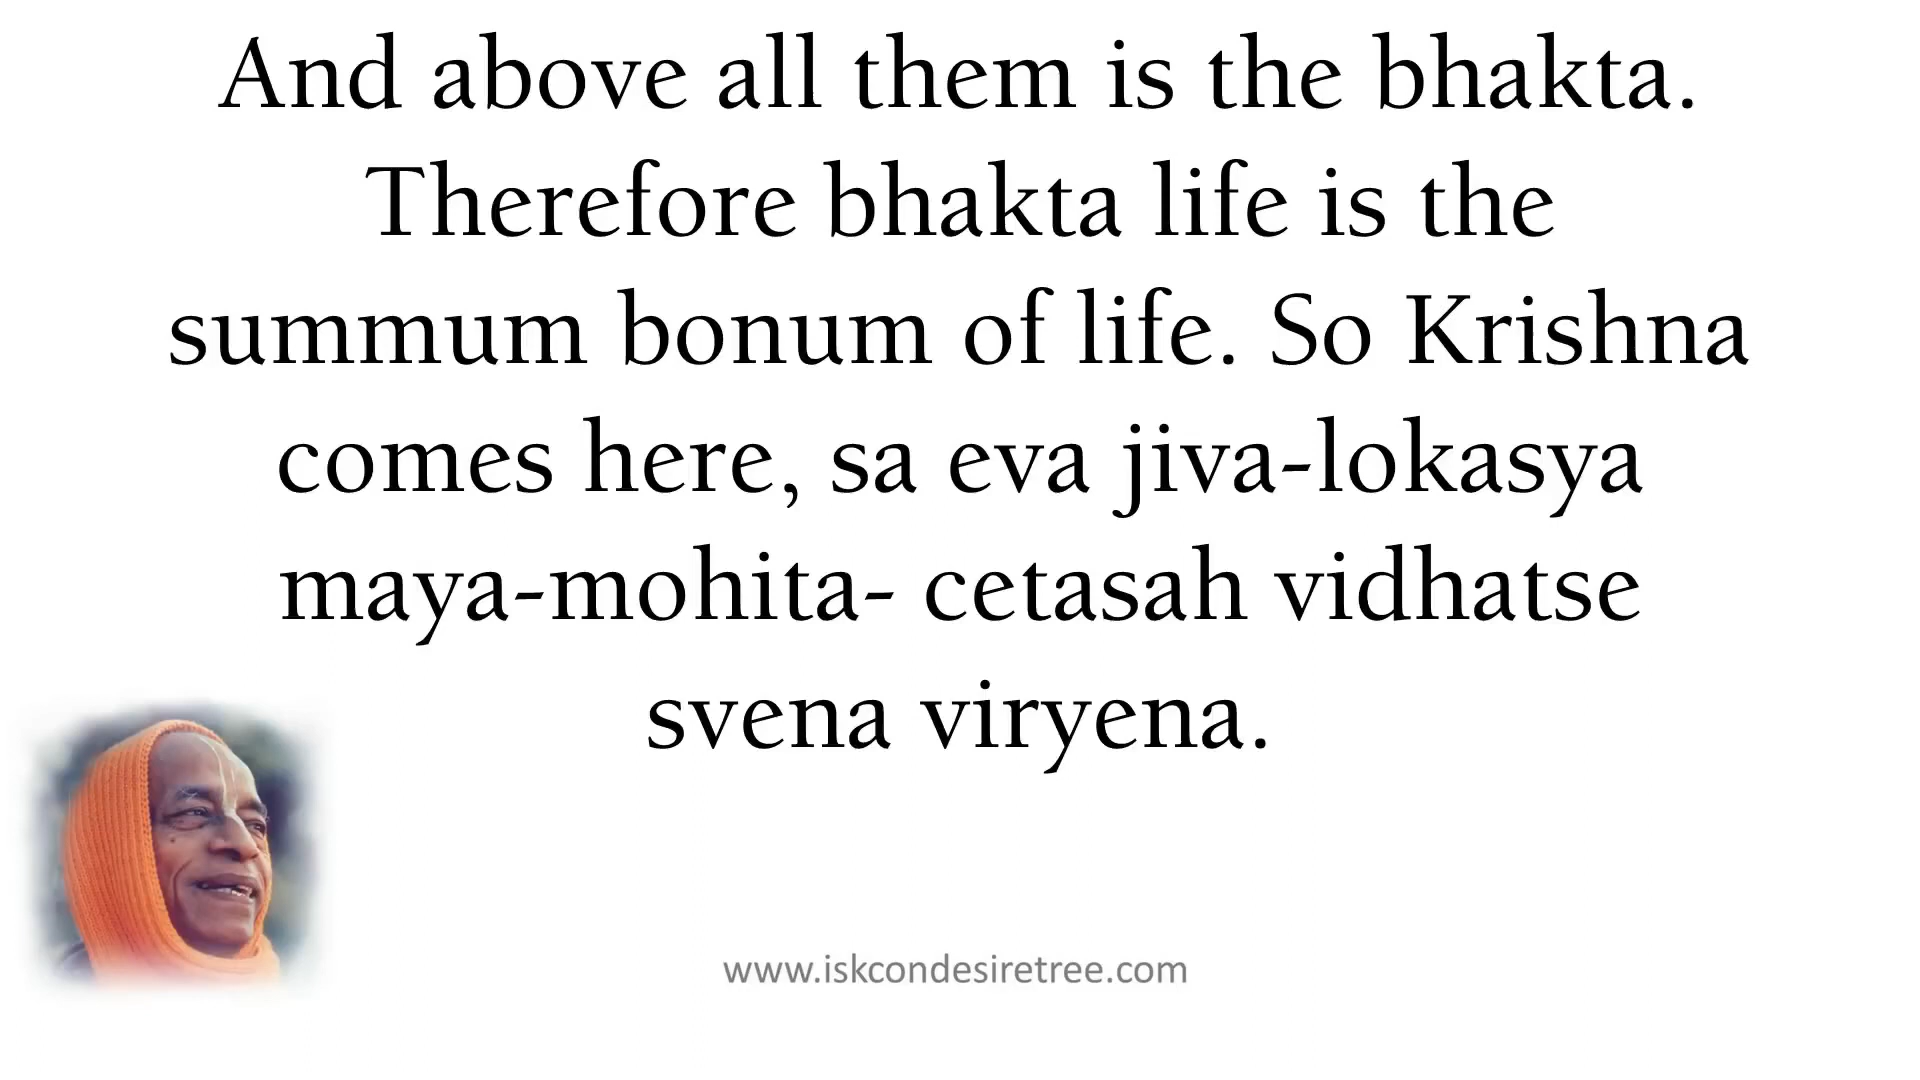 And above all them is the bhakta.
Therefore bhakta life is the
summum bonum of life. So Krishna
comes here, sa eva jiva-lokasya
maya-mohita- cetasah vidhatse
svena viryena.
www.iskcondesiretree.com